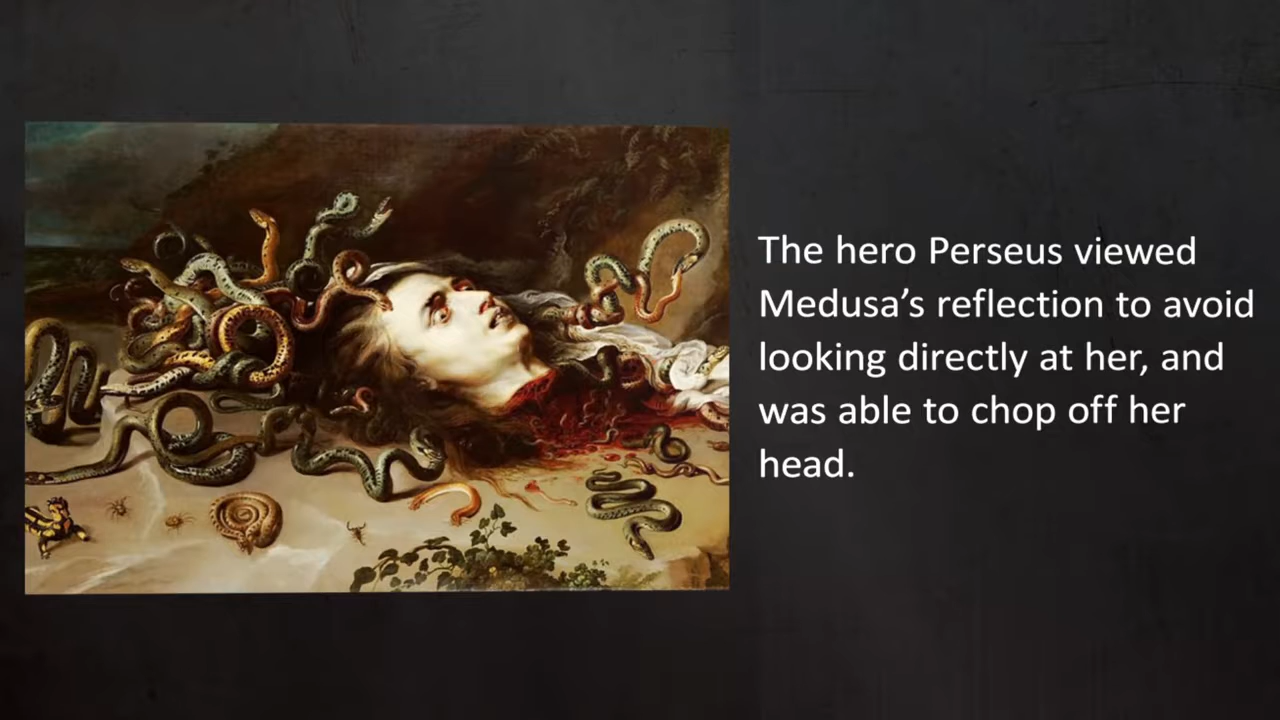 The hero Perseus viewed
Medusa’s reflection to avoid
looking directly at her, and
was able to chop off her
head.